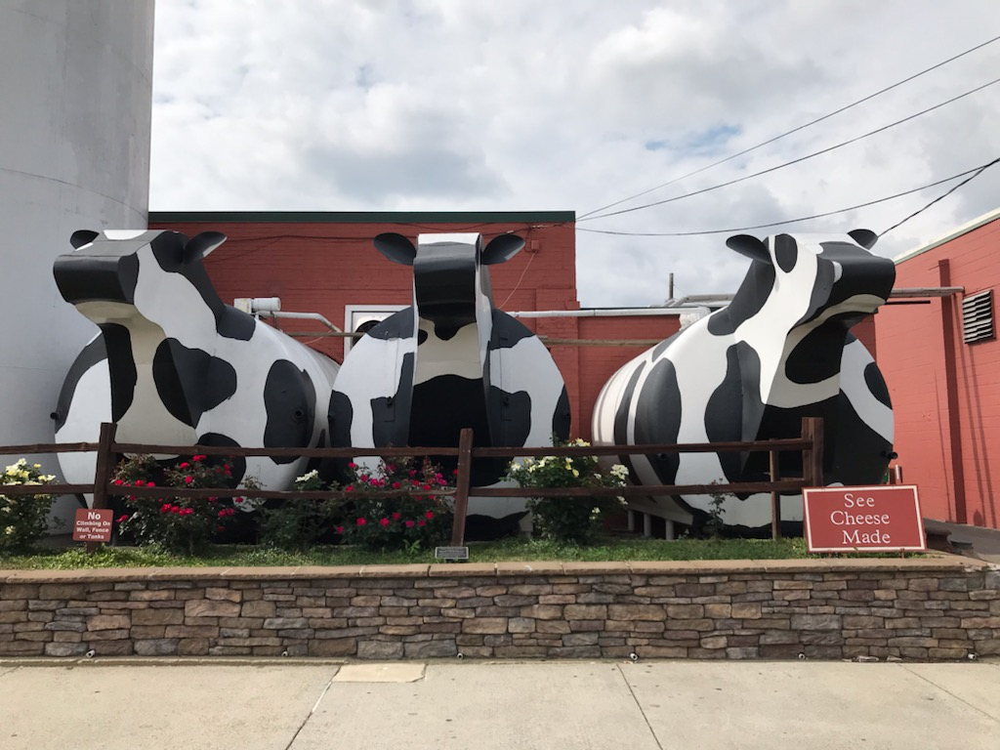 No
Climbing On
Wall, Fence
or Tanks
See
Cheese
Made